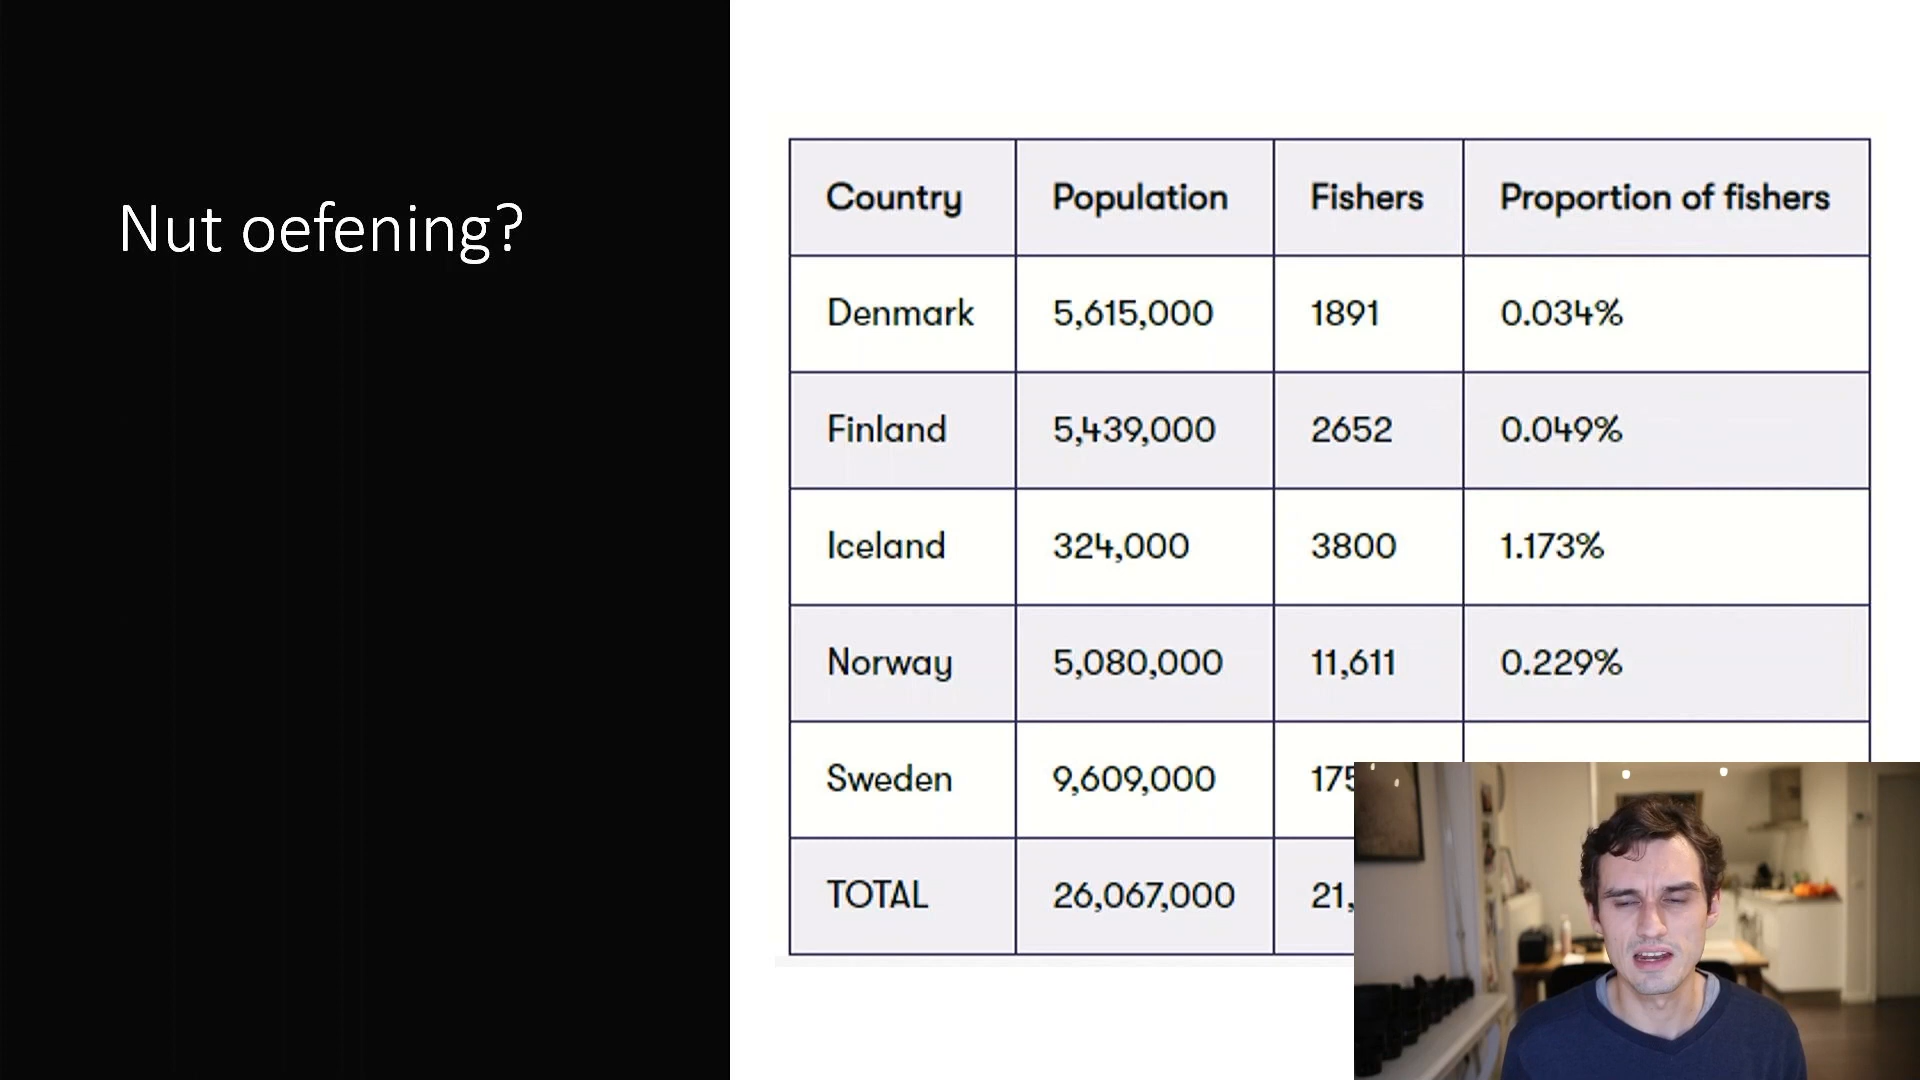 Nut oefening?
Country Population Fishers Proportion of fishers
Denmark 5,615,000 1891 0.034%
Finland 5,439,000 2652 0.049%
Iceland 324,000 3800 1.173%
Norway 5,080,000 11,611 0.229%
Sweden 9,609,000 175
TOTAL 26,067,000 21,